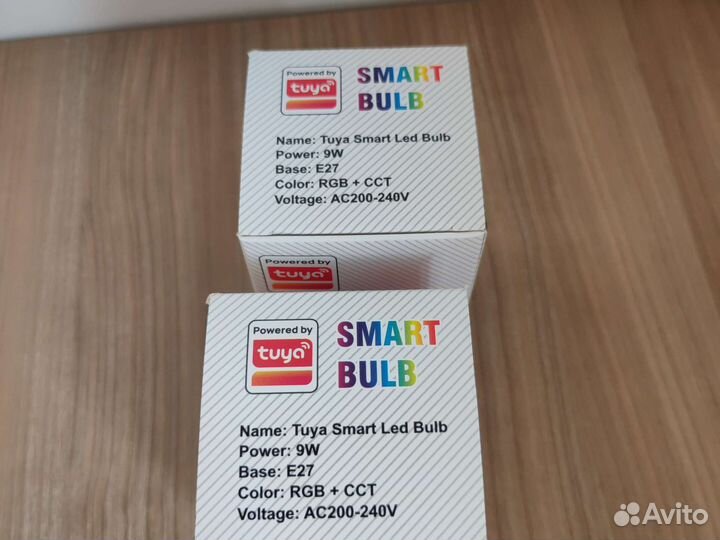 Powered by
tuya
SMART
BULB
Name: Tuya Smart Led Bulb
Power: 9W
Base: E27
Color: RGB + CCT
Voltage: AC200-240V
Powered by
tuya
Powered by
tuya
SMART
BULB
Name: Tuya Smart Led Bulb
Power: 9W
Base: E27
Color: RGB + CCT
Voltage: AC200-240V
Avito